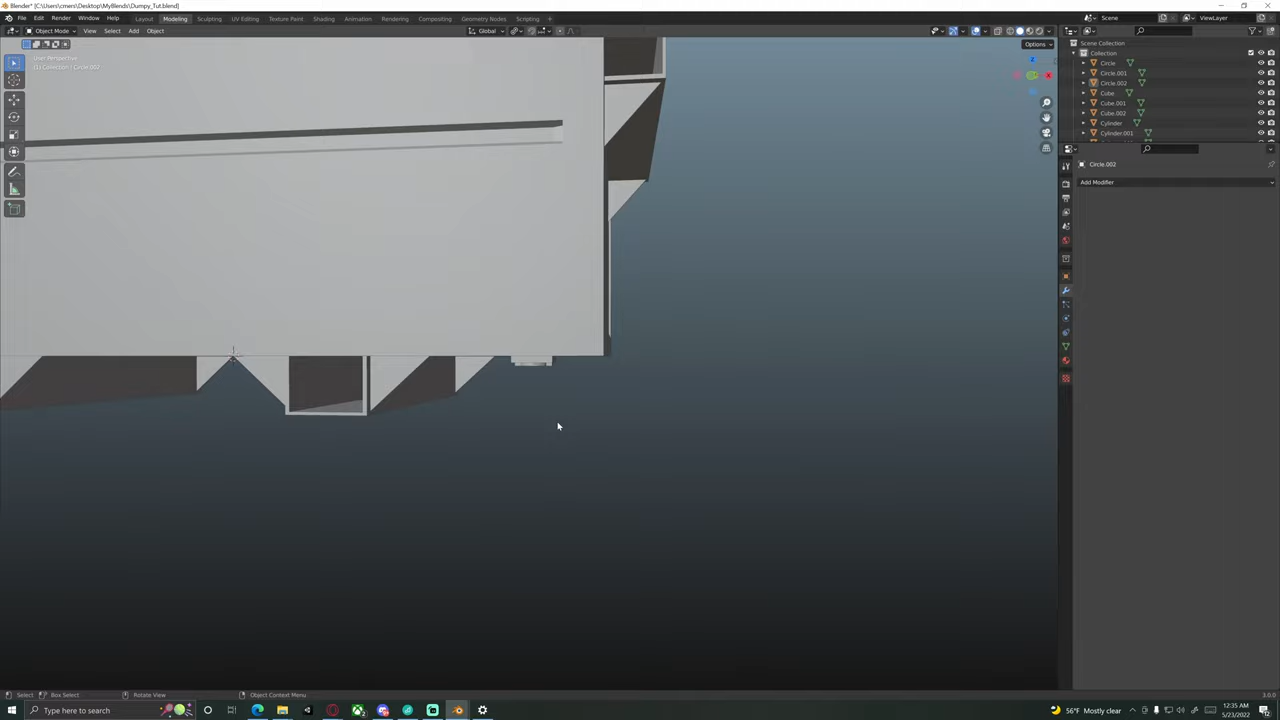 Blender* [C:\Users\cmers\Desktop\MyBlends\Dumpy_Tut.blend]
File Edit Render Window Help Layout Modeling Sculpting UV Editing Texture Paint Shading Animation Rendering Compositing Geometry Nodes Scripting Scene ViewLayer
Object Mode View Select Add Object Global
Options
User Perspective
(1) Collection | Circle.002
Scene Collection
Collection
Circle
Circle.001
Circle.002
Cube
Cube.001
Cube.002
Cylinder
Cylinder.001
Circle.002
Add Modifier
Select Box Select Rotate View Object Context Menu 3.0.0
Type here to search 56°F Mostly clear 12:35 AM
5/23/2022